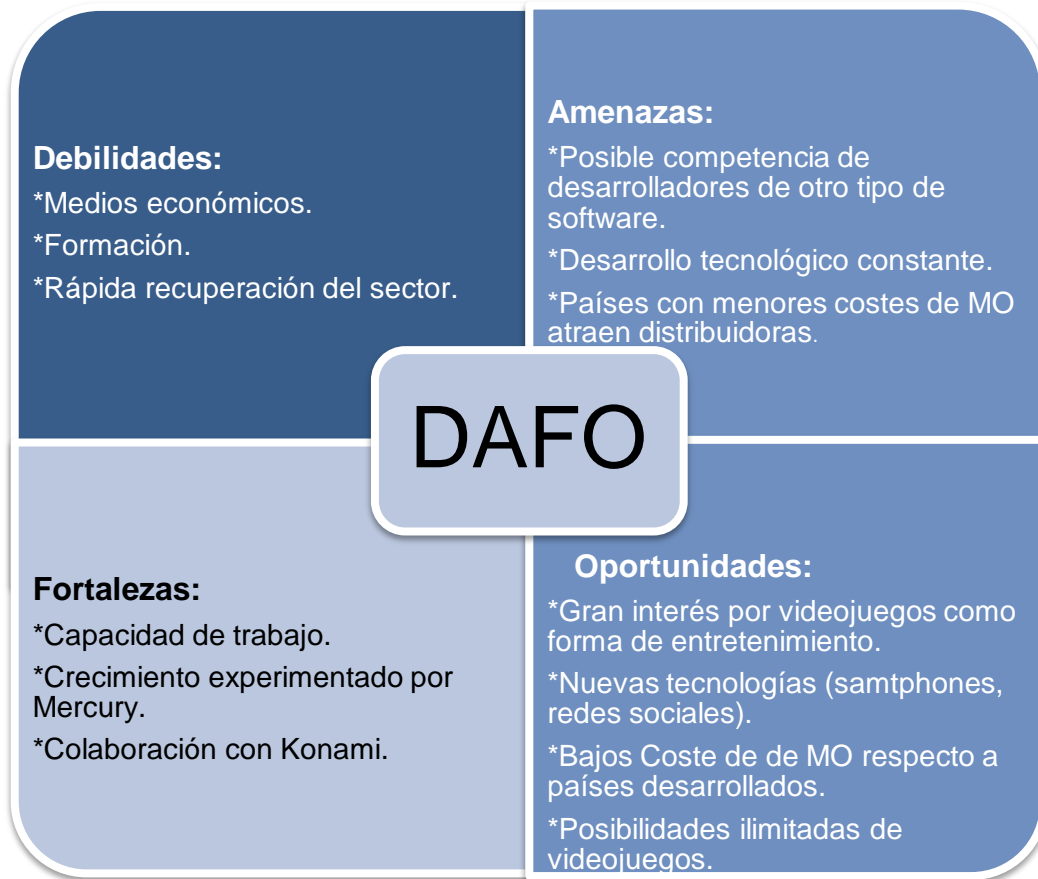 Debilidades:
*Medios económicos.
*Formación.
*Rápida recuperación del sector.
Amenazas:
*Posible competencia de
desarrolladores de otro tipo de
software.
*Desarrollo tecnológico constante.
*Países con menores costes de MO
atraen distribuidoras.
DAFO
Fortalezas:
*Capacidad de trabajo.
*Crecimiento experimentado por
Mercury.
*Colaboración con Konami.
Oportunidades:
*Gran interés por videojuegos como
forma de entretenimiento.
*Nuevas tecnologías (samtphones,
redes sociales).
*Bajos Coste de de MO respecto a
países desarrollados.
*Posibilidades ilimitadas de
videojuegos.